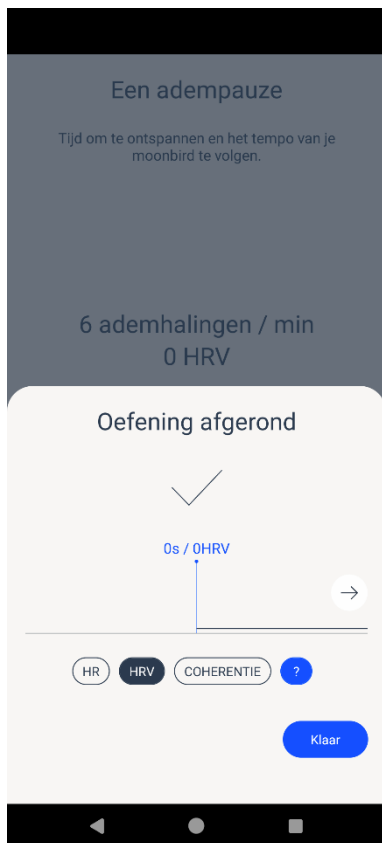 Een adempauze
Tijd om te ontspannen en het tempo van je
moonbird te volgen.
6 ademhalingen / min
0 HRV
Oefening afgerond
0s / 0HRV
HR
HRV
COHERENTIE
?
Klaar